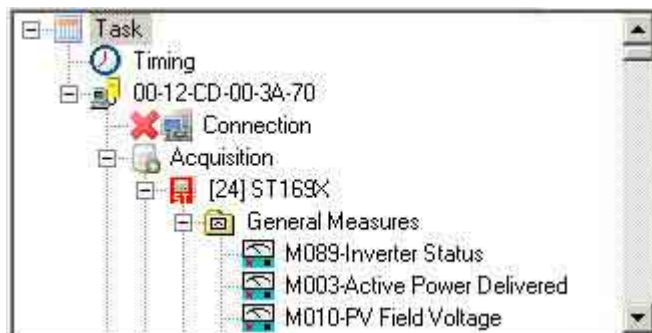 Task
Timing
00-12-CD-00-3A-70
Connection
Acquisition
[24] ST169X
General Measures
M089-Inverter Status
M003-Active Power Delivered
M010-PV Field Voltage